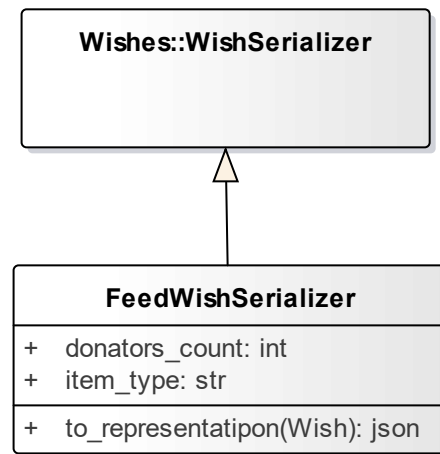 Wishes::WishSerializer
FeedWishSerializer
+ donators_count: int
+ item_type: str
+ to_representatipon(Wish): json